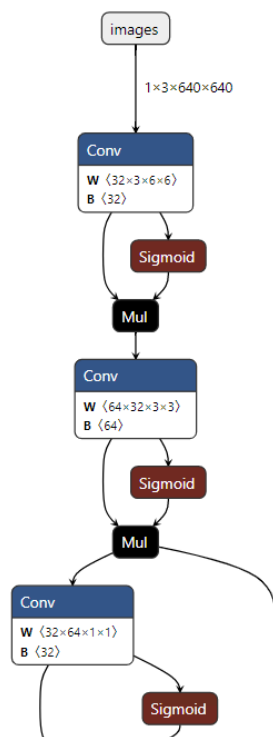 images
1×3×640×640
Conv
W 〈32×3×6×6〉
B 〈32〉
Sigmoid
Mul
Conv
W 〈64×32×3×3〉
B 〈64〉
Sigmoid
Mul
Conv
W 〈32×64×1×1〉
B 〈32〉
Sigmoid